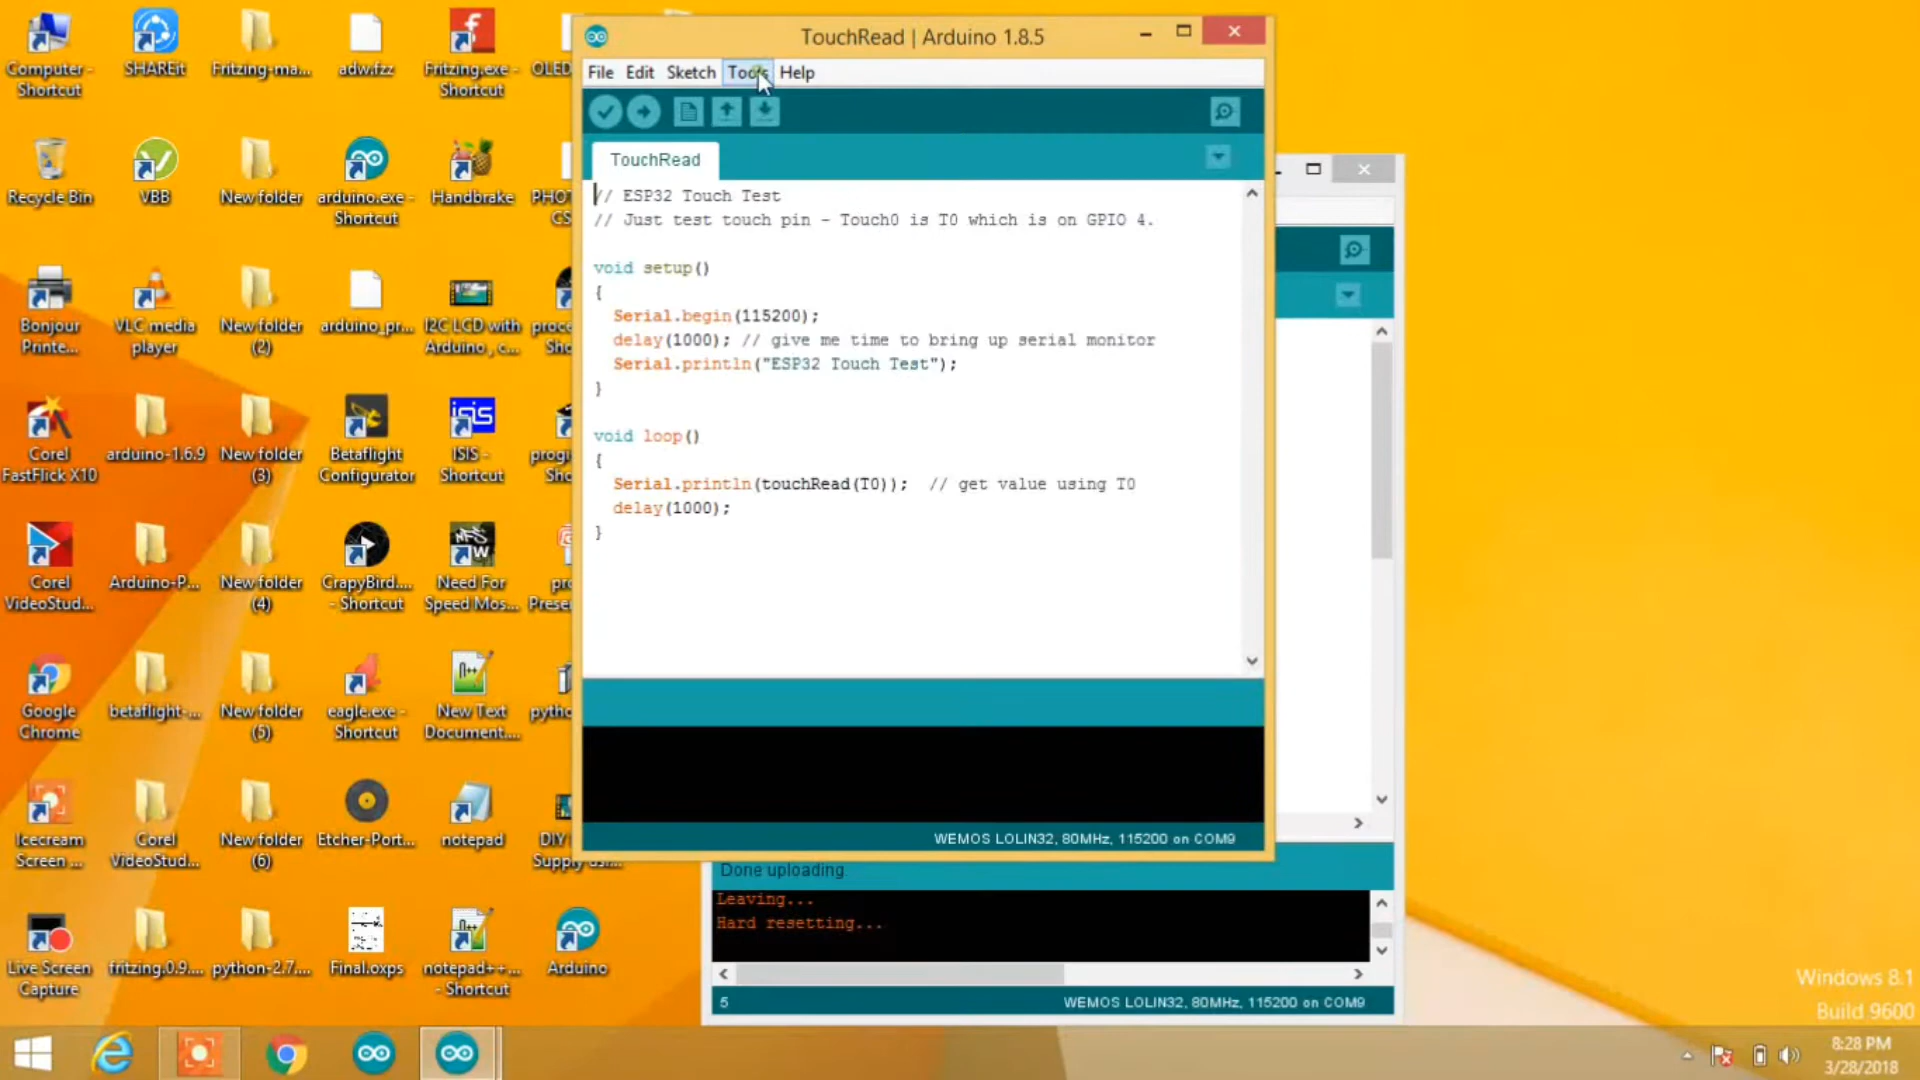 TouchRead | Arduino 1.8.5
File Edit Sketch Tools Help
TouchRead
// ESP32 Touch Test
// Just test touch pin - Touch0 is T0 which is on GPIO 4.
void setup()
{
Serial.begin(115200);
delay(1000); // give me time to bring up serial monitor
Serial.println("ESP32 Touch Test");
}
void loop()
{
Serial.println(touchRead(T0));  // get value using T0
delay(1000);
}
WEMOS LOLIN32, 80MHz, 115200 on COM9
Done uploading
Leaving...
Hard resetting...
5
WEMOS LOLIN32, 80MHz, 115200 on COM9
Computer - Shortcut
SHAREit
Fritzing-ma...
adw.fzz
Fritzing.exe - Shortcut
OLED
Recycle Bin
VBB
New folder
arduino.exe - Shortcut
Handbrake
PHOT
CS
Bonjour
Printe...
VLC media
player
New folder
(2)
arduino_pr...
I2C LCD with
Arduino , c...
Corel
FastFlick X10
arduino-1.6.9
New folder
(3)
Betaflight
Configurator
ISIS -
Shortcut
Corel
VideoStud...
Arduino-P...
New folder
(4)
CrapyBird....
- Shortcut
Need For
Speed Mos...
Google
Chrome
betaflight-...
New folder
(5)
eagle.exe -
Shortcut
New Text
Document....
Icecream
Screen ...
Corel
VideoStud...
New folder
(6)
Etcher-Port...
notepad
Live Screen
Capture
fritzing.0.9....
python-2.7....
Final.oxps
notepad++...
- Shortcut
Arduino
Windows 8.1
Build 9600
8:28 PM
3/28/2018